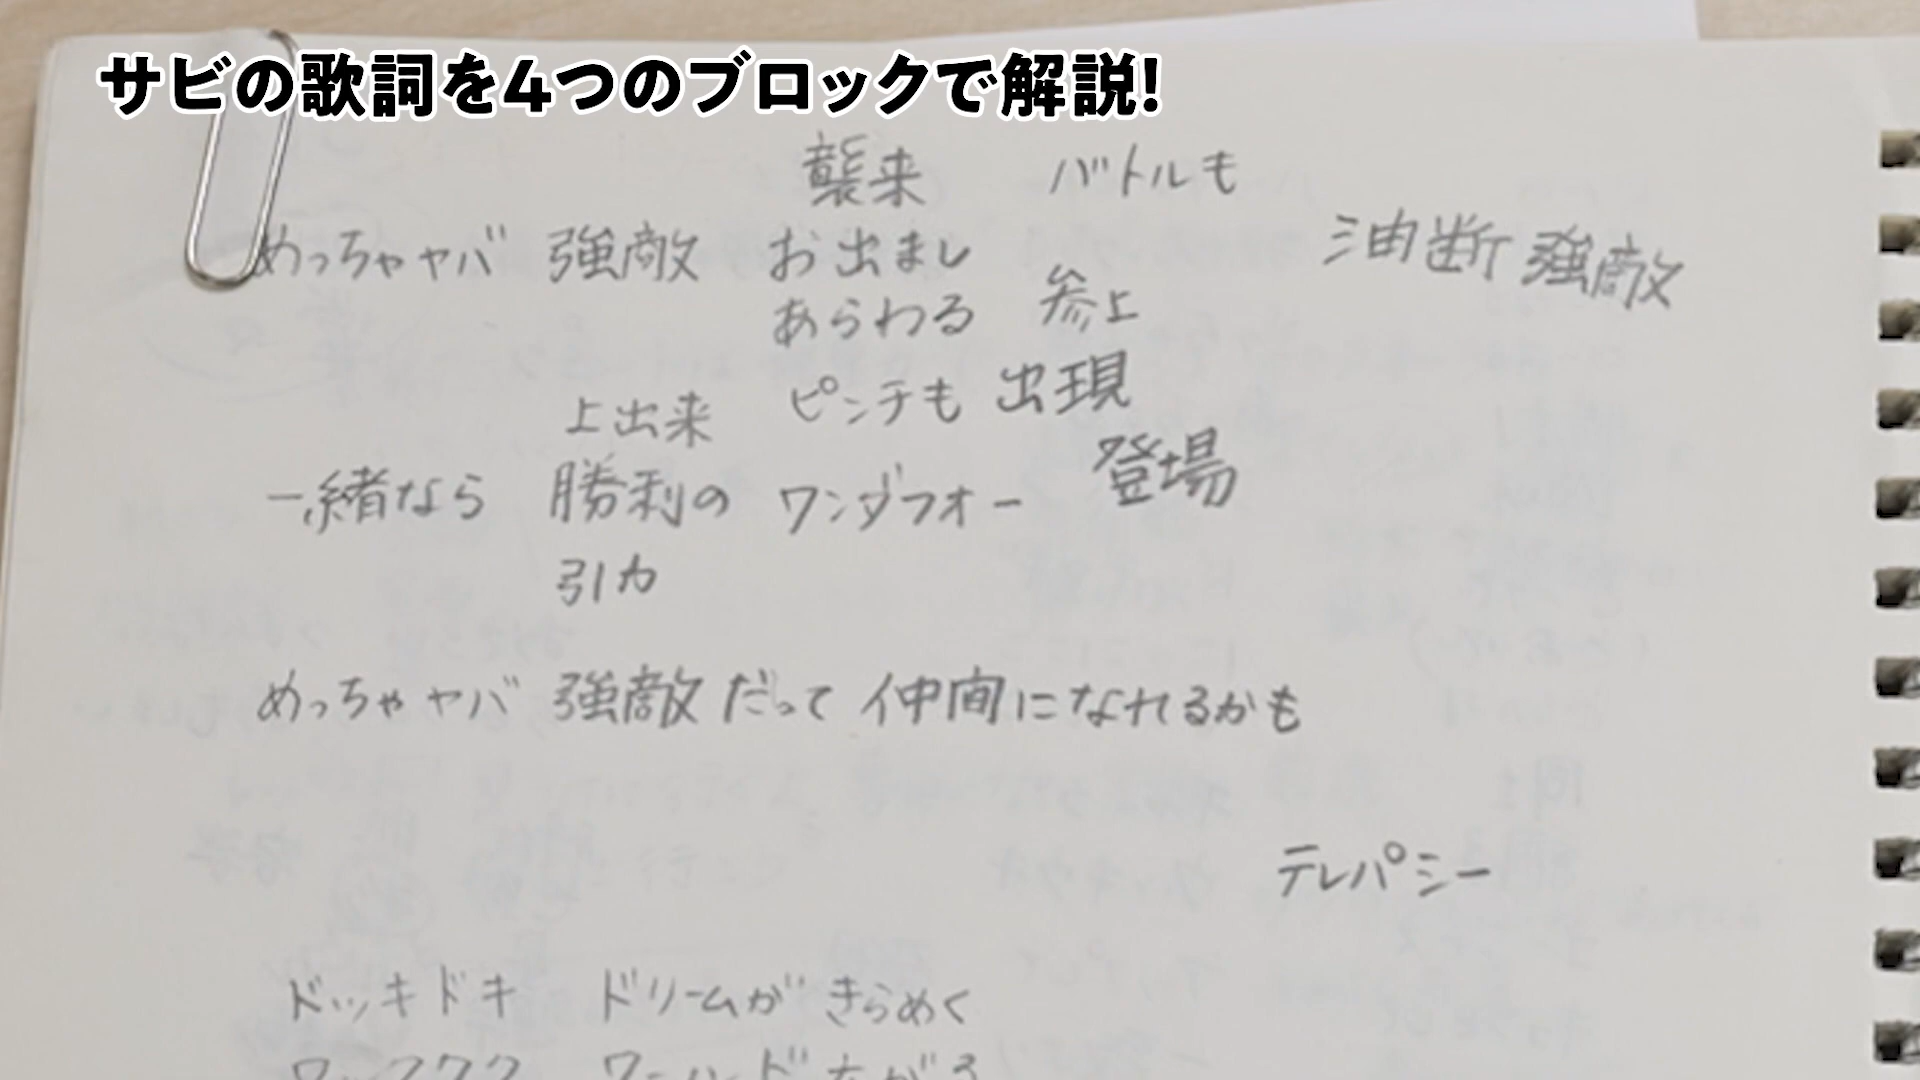 サビの歌詞を4つのブロックで解説!
襲来 バトルも
めっちゃヤバ 強敵 お出まし 油断 強敵
あらわる 参上
上出来 ピンチも 出現
一緒なら 勝利の ワンダフォー 登場
引力
めっちゃヤバ 強敵だって 仲間になれるかも
テレパシー
ドッキドキ ドリームが きらめく